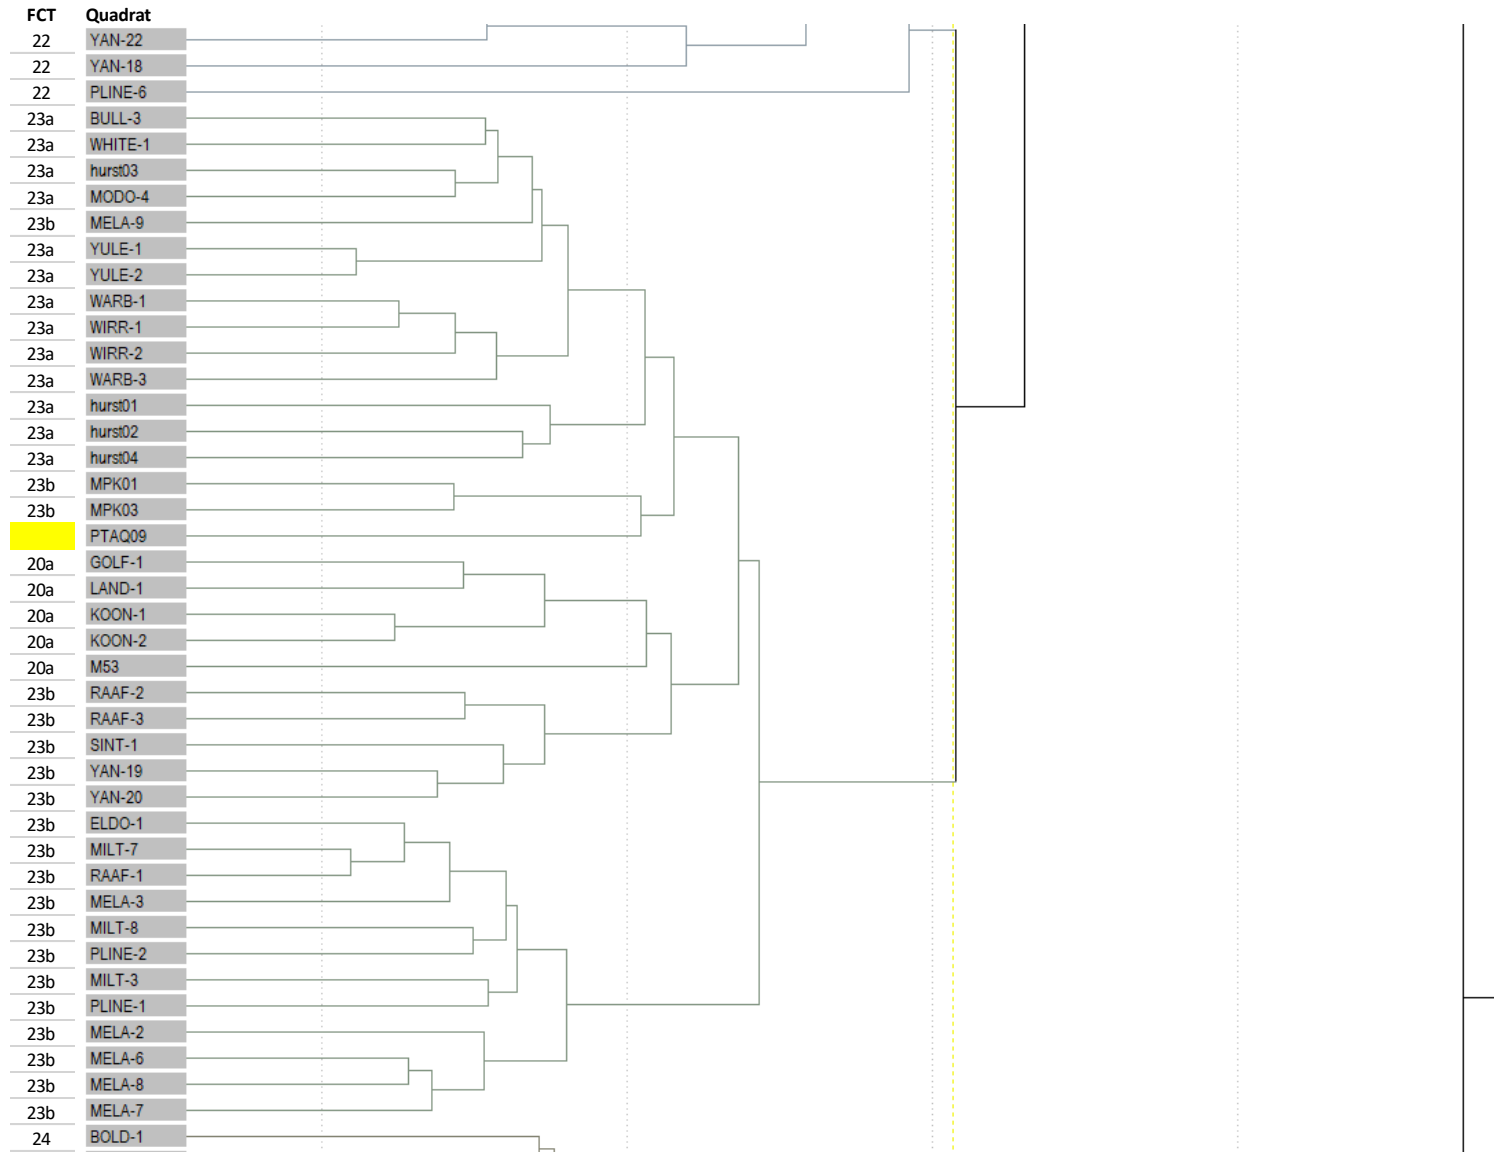 FCT Quadrat
22 YAN-22
22 YAN-18
22 PLINE-6
23a BULL-3
23a WHITE-1
23a hurst03
23a MODO-4
23b MELA-9
23a YULE-1
23a YULE-2
23a WARB-1
23a WIRR-1
23a WIRR-2
23a WARB-3
23a hurst01
23a hurst02
23a hurst04
23b MPK01
23b MPK03
PTAQ09
20a GOLF-1
20a LAND-1
20a KOON-1
20a KOON-2
20a M53
23b RAAF-2
23b RAAF-3
23b SINT-1
23b YAN-19
23b YAN-20
23b ELDO-1
23b MILT-7
23b RAAF-1
23b MELA-3
23b MILT-8
23b PLINE-2
23b MILT-3
23b PLINE-1
23b MELA-2
23b MELA-6
23b MELA-8
23b MELA-7
24 BOLD-1